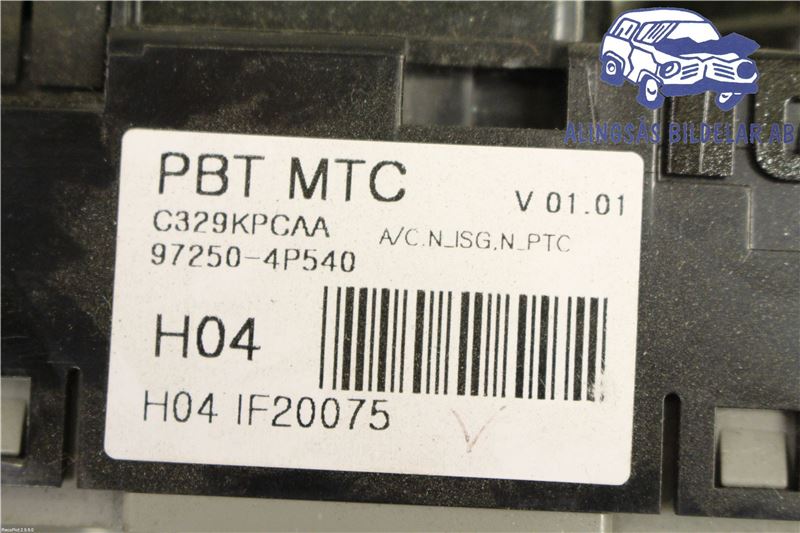 ALINGSÅS BILDELAR AB
PBT MTC
V 01.01
C329KPCAA
A/C,N_ISG,N_PTC
97250-4P540
H04
H04 IF20075